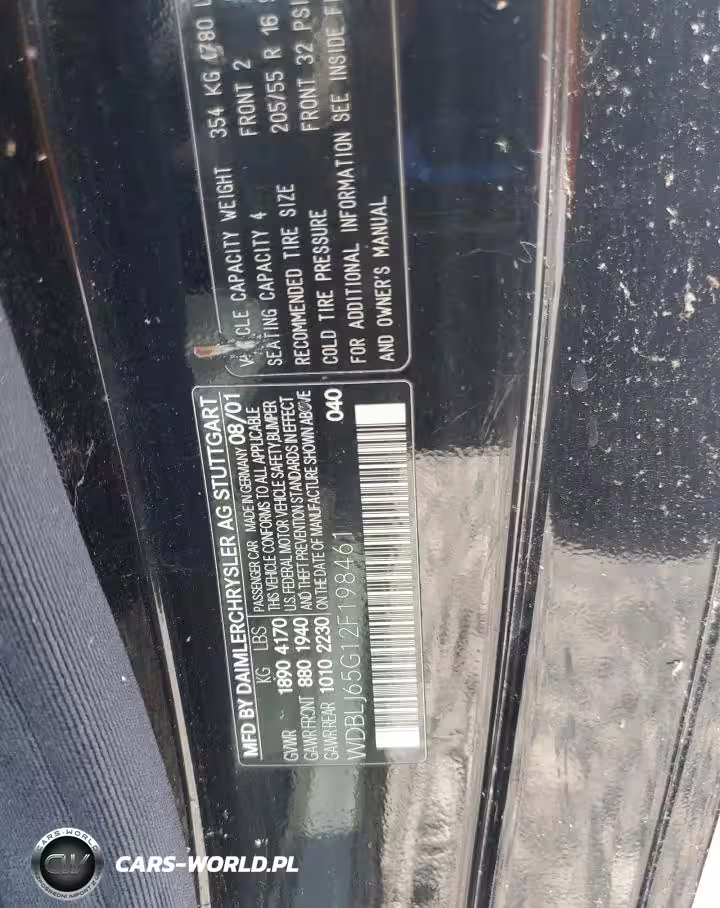 354 KG
VEHICLE CAPACITY WEIGHT
FRONT 2
SEATING CAPACITY 4
205/55 R 16
RECOMMENDED TIRE SIZE
FRONT 32 PSI
COLD TIRE PRESSURE
FOR ADDITIONAL INFORMATION SEE INSIDE
AND OWNER'S MANUAL
MFD BY DAIMLERCHRYSLER AG STUTTGART
KG LBS PASSENGER CAR MADE IN GERMANY 08/01
THIS VEHICLE CONFORMS TO ALL APPLICABLE
GVWR 1890 4170 U.S. FEDERAL MOTOR VEHICLE SAFETY, BUMPER
GAWR FRONT 880 1940 AND THEFT PREVENTION STANDARDS IN EFFECT
GAWR REAR 1010 2230 ON THE DATE OF MANUFACTURE SHOWN ABOVE
WDBLJ65G12F198461 040
CARS-WORLD
CW
CARS-WORLD.PL